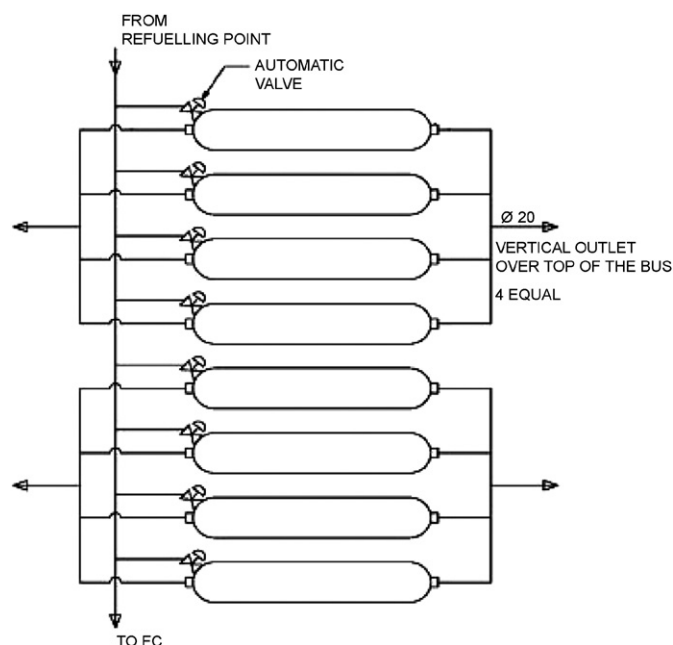 FROM
REFUELLING POINT
AUTOMATIC
VALVE
Ø 20
VERTICAL OUTLET
OVER TOP OF THE BUS
4 EQUAL
TO FC